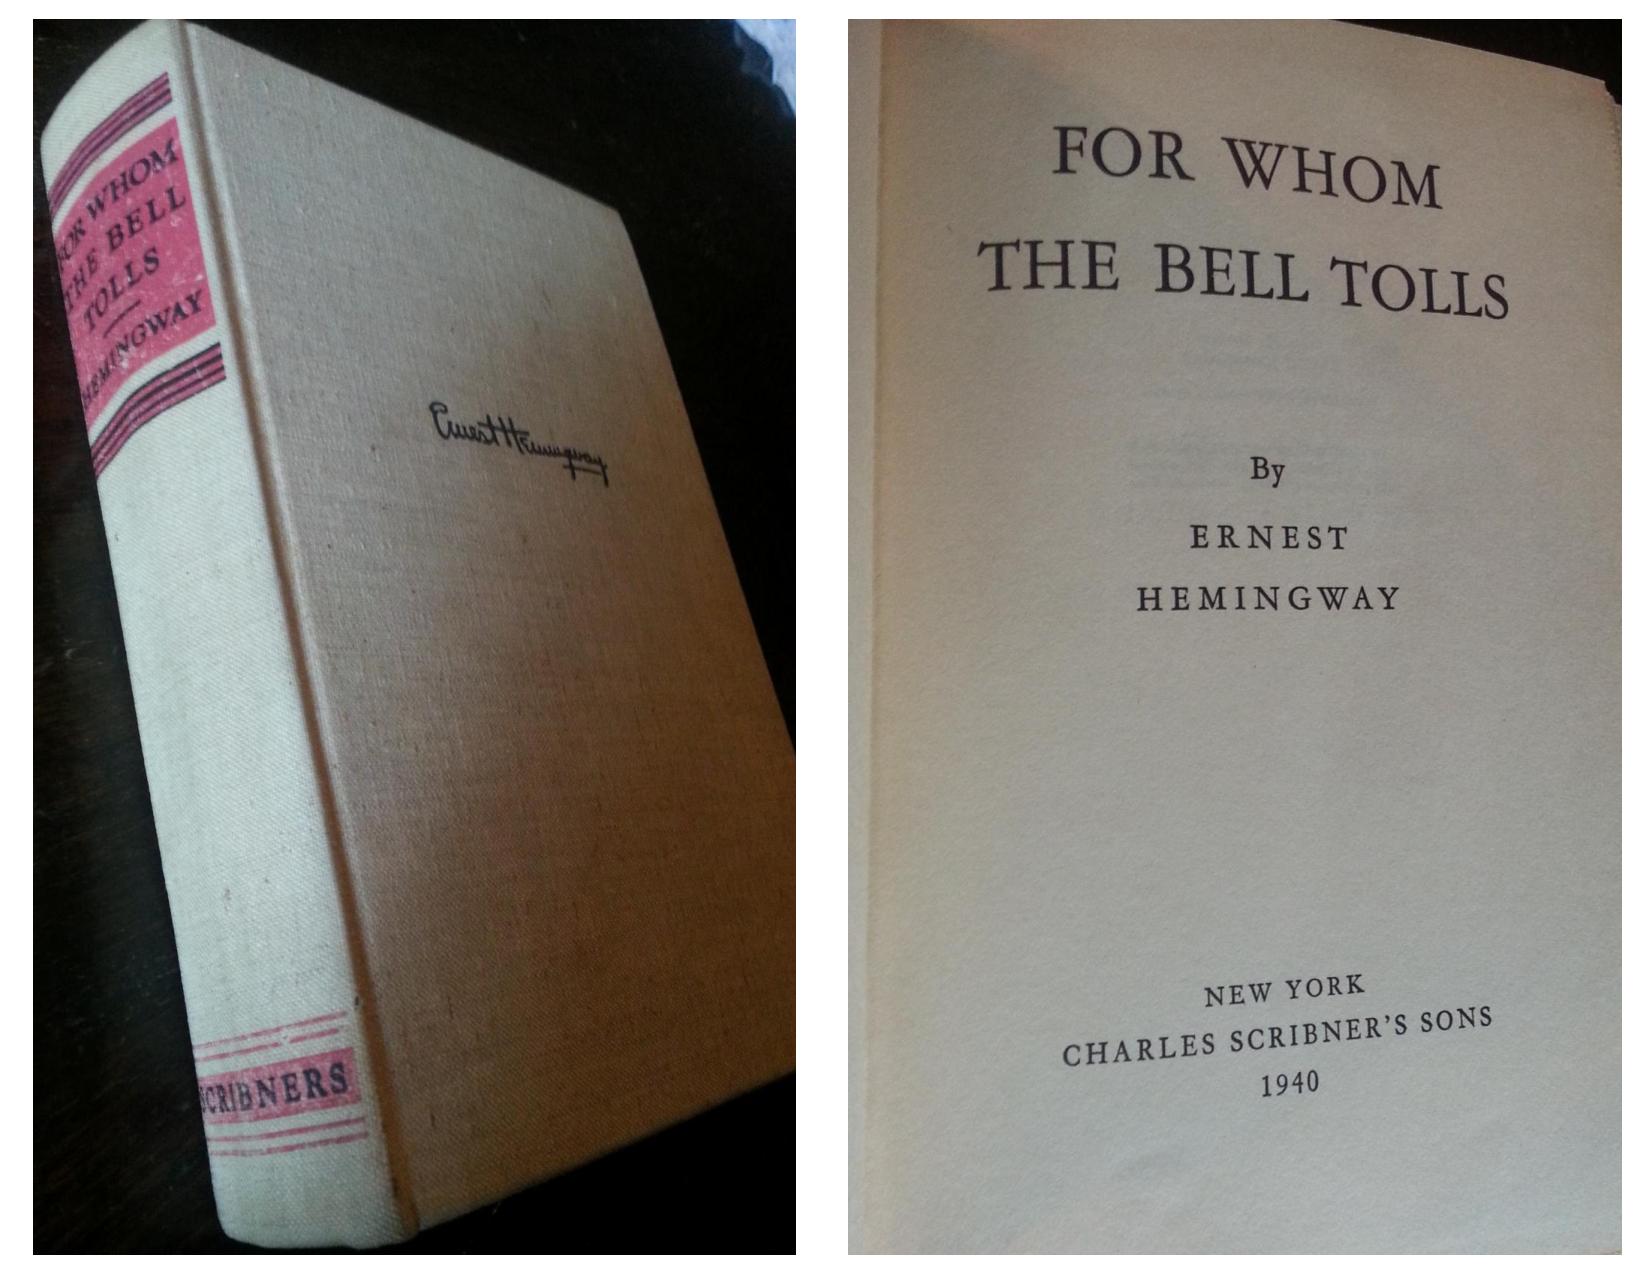 FOR WHOM
THE BELL
TOLLS
HEMINGWAY
SCRIBNERS
Ernest Hemingway
FOR WHOM
THE BELL TOLLS
By
ERNEST
HEMINGWAY
NEW YORK
CHARLES SCRIBNER'S SONS
1940